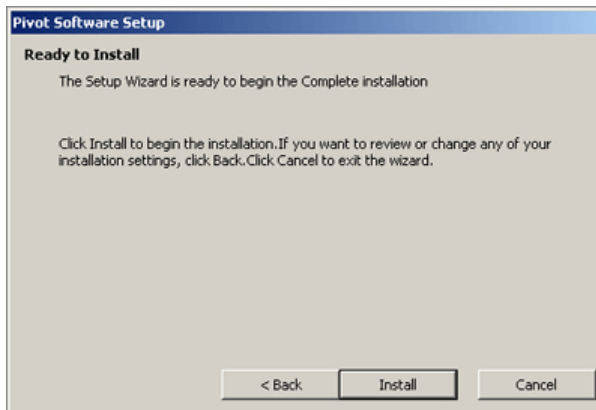 Pivot Software Setup
Ready to Install
The Setup Wizard is ready to begin the Complete installation
Click Install to begin the installation.If you want to review or change any of your
installation settings, click Back.Click Cancel to exit the wizard.
< Back Install Cancel